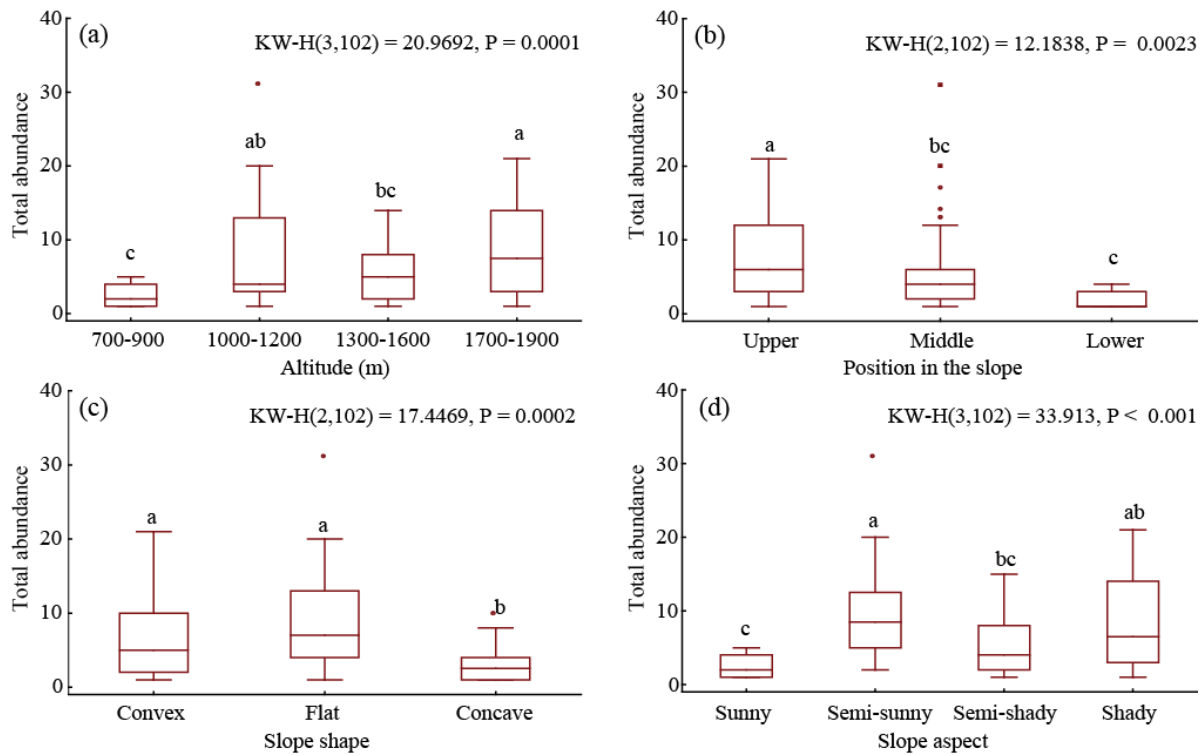 (a)
KW-H(3,102) = 20.9692, P = 0.0001
Total abundance
40
30
20
10
0
c
ab
bc
a
700-900 1000-1200 1300-1600 1700-1900
Altitude (m)
(b)
KW-H(2,102) = 12.1838, P = 0.0023
Total abundance
40
30
20
10
0
a
bc
c
Upper Middle Lower
Position in the slope
(c)
KW-H(2,102) = 17.4469, P = 0.0002
Total abundance
40
30
20
10
0
a
a
b
Convex Flat Concave
Slope shape
(d)
KW-H(3,102) = 33.913, P < 0.001
Total abundance
40
30
20
10
0
c
a
bc
ab
Sunny Semi-sunny Semi-shady Shady
Slope aspect